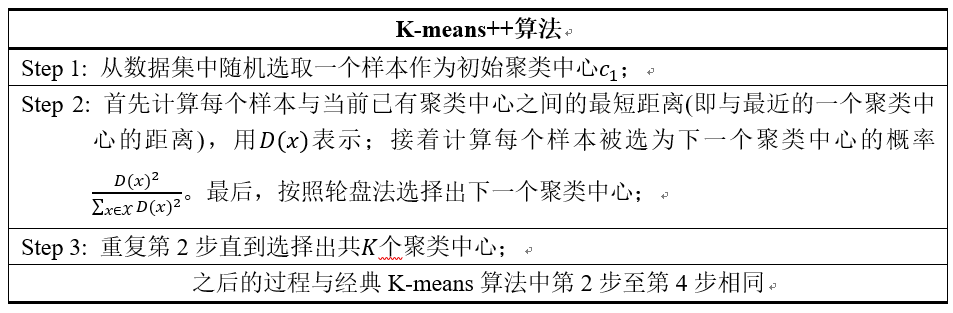 K-means++算法
Step 1: 从数据集中随机选取一个样本作为初始聚类中心c₁；
Step 2: 首先计算每个样本与当前已有聚类中心之间的最短距离(即与最近的一个聚类中
心的距离)，用D(x)表示；接着计算每个样本被选为下一个聚类中心的概率
D(x)²/∑ₓ∈𝒳 D(x)²。最后，按照轮盘法选择出下一个聚类中心；
Step 3: 重复第 2 步直到选择出共K个聚类中心；
之后的过程与经典 K-means 算法中第 2 步至第 4 步相同